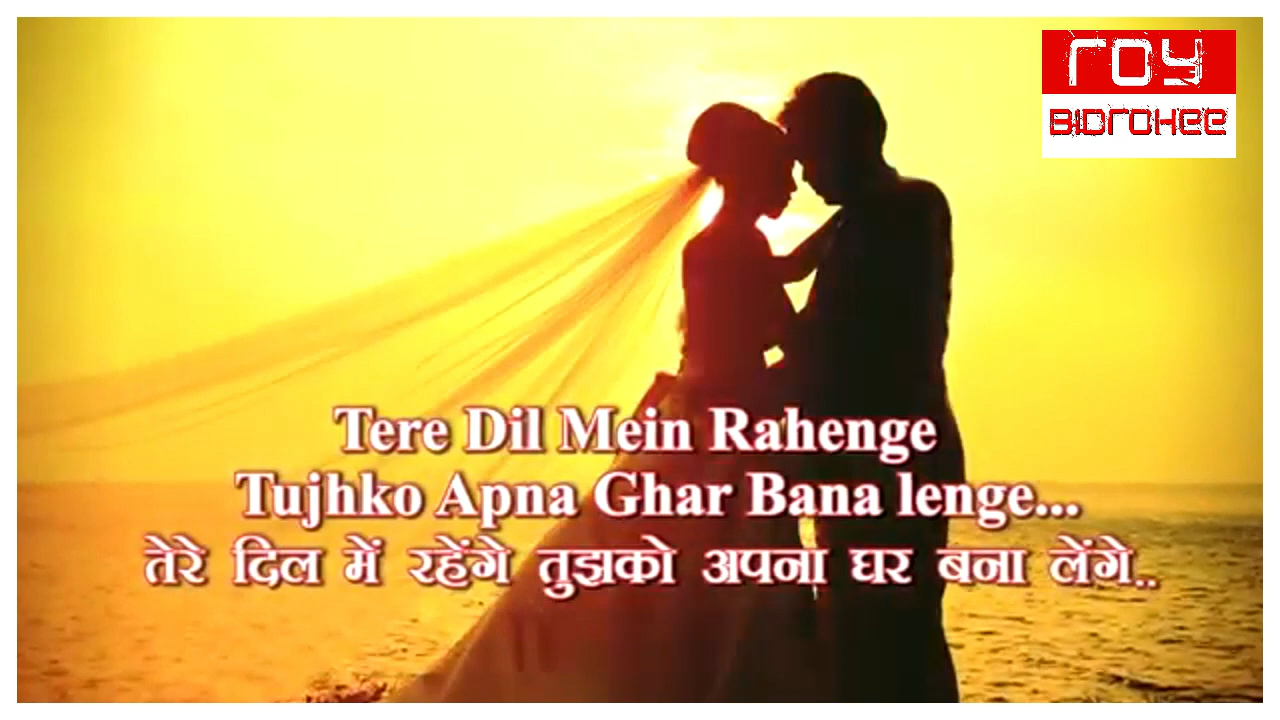 roy
BIDROHEE
Tere Dil Mein Rahenge
Tujhko Apna Ghar Bana lenge...
तेरे दिल में रहेंगे तुझको अपना घर बना लेंगे..